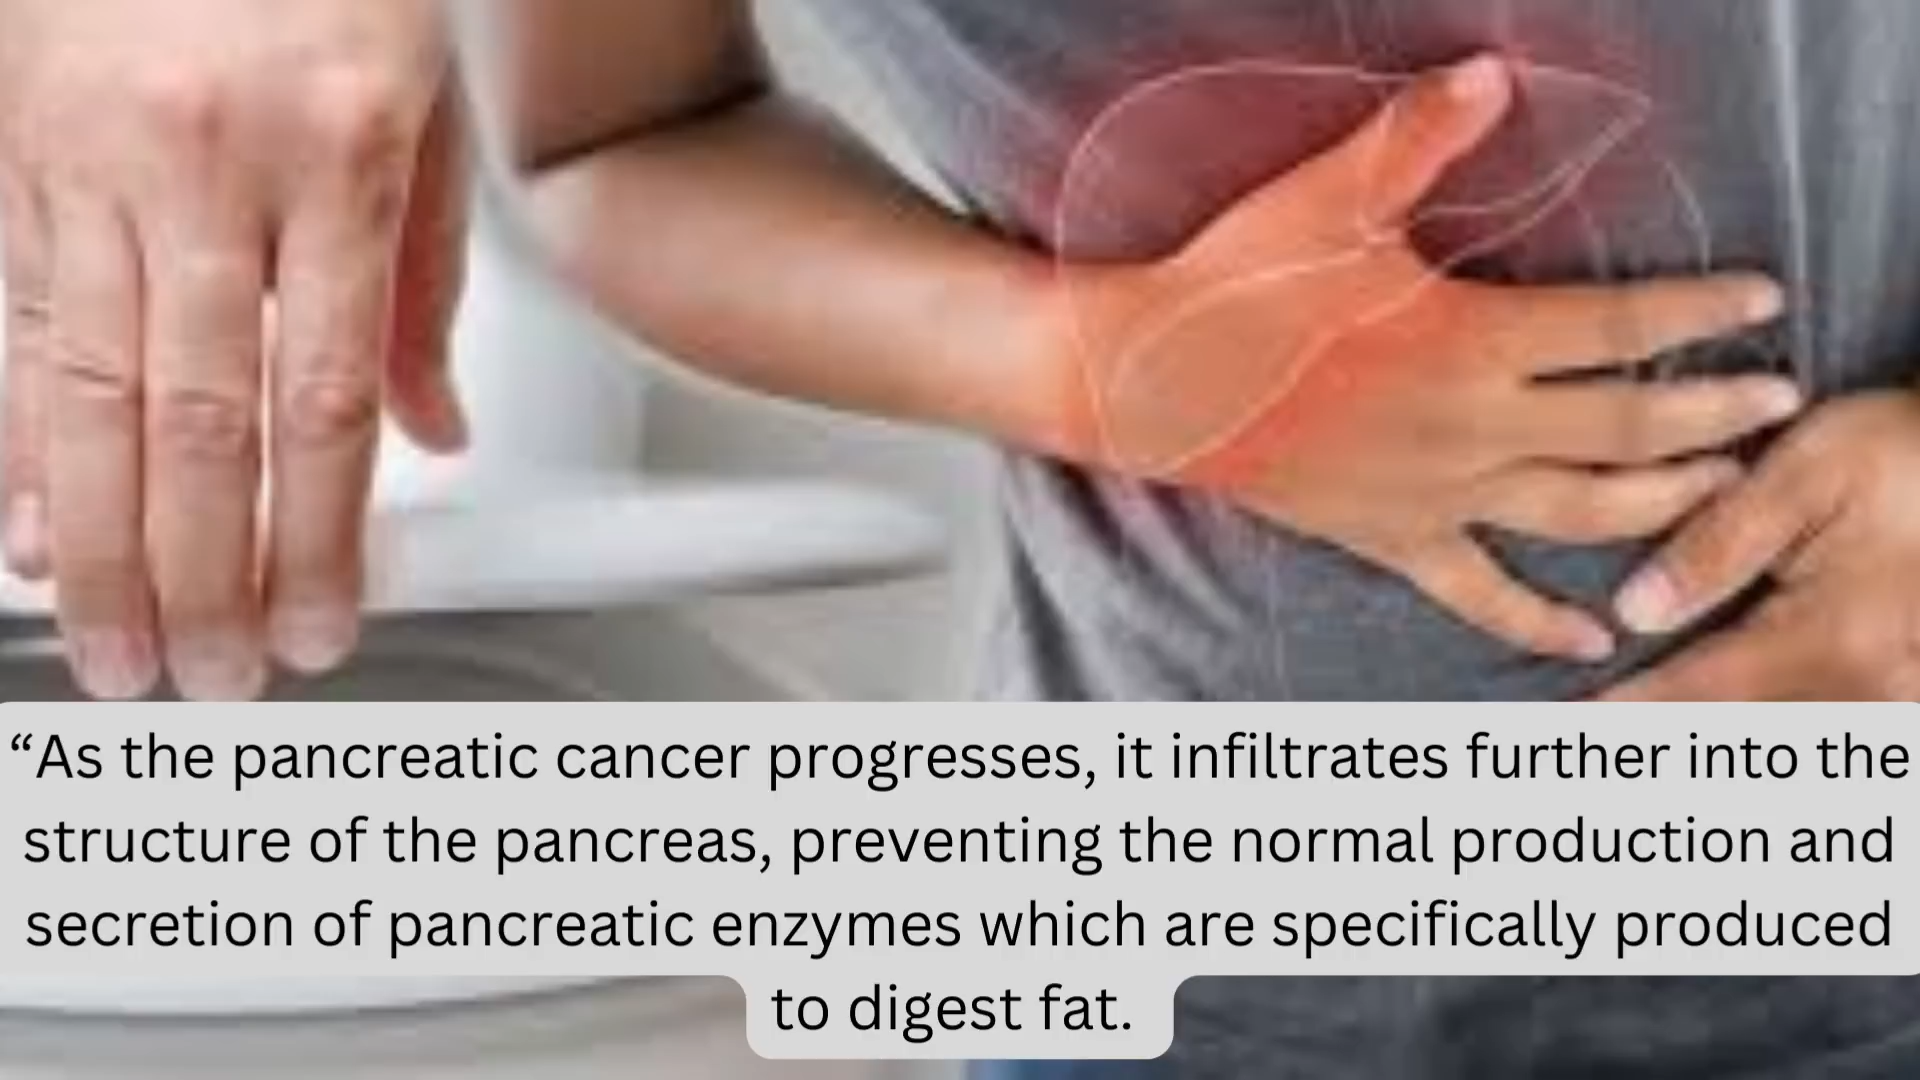 “As the pancreatic cancer progresses, it infiltrates further into the
structure of the pancreas, preventing the normal production and
secretion of pancreatic enzymes which are specifically produced
to digest fat.